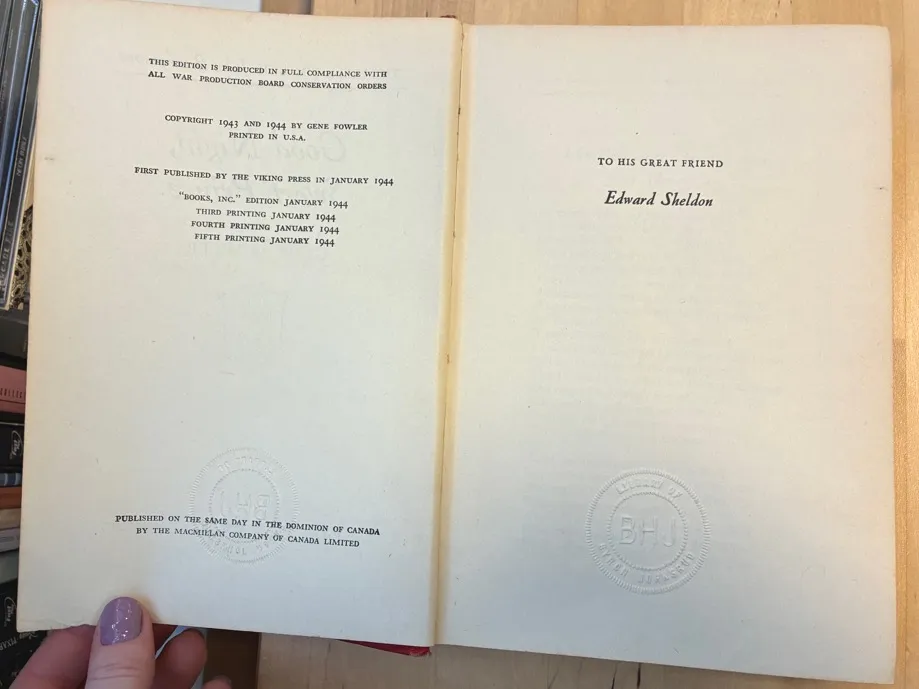 THIS EDITION IS PRODUCED IN FULL COMPLIANCE WITH
ALL WAR PRODUCTION BOARD CONSERVATION ORDERS
COPYRIGHT 1943 AND 1944 BY GENE FOWLER
PRINTED IN U.S.A.
FIRST PUBLISHED BY THE VIKING PRESS IN JANUARY 1944
"BOOKS, INC." EDITION JANUARY 1944
THIRD PRINTING JANUARY 1944
FOURTH PRINTING JANUARY 1944
FIFTH PRINTING JANUARY 1944
PUBLISHED ON THE SAME DAY IN THE DOMINION OF CANADA
BY THE MACMILLAN COMPANY OF CANADA LIMITED
TO HIS GREAT FRIEND
Edward Sheldon
LIBRARY OF
BHJ